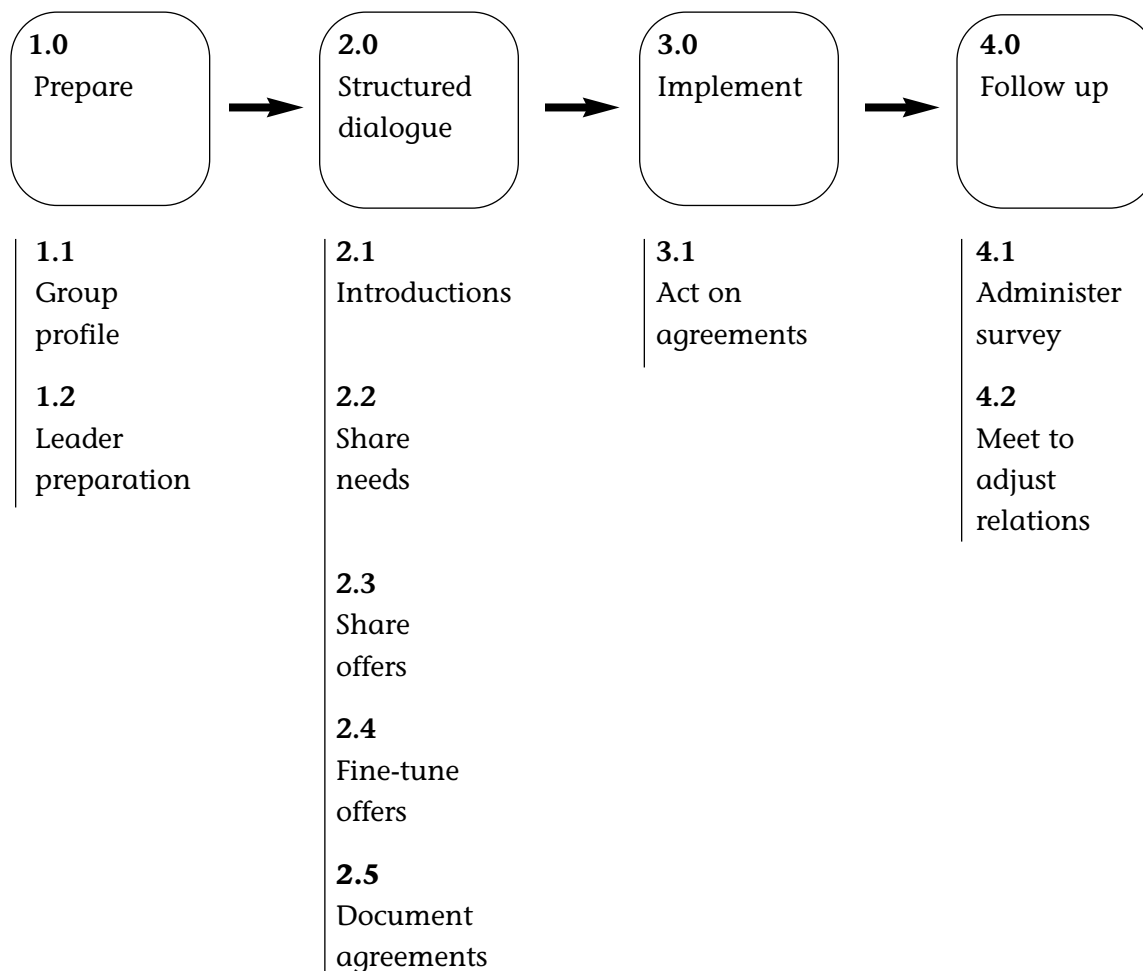 1.0
Prepare
2.0
Structured
dialogue
3.0
Implement
4.0
Follow up
1.1
Group
profile
1.2
Leader
preparation
2.1
Introductions
2.2
Share
needs
2.3
Share
offers
2.4
Fine-tune
offers
2.5
Document
agreements
3.1
Act on
agreements
4.1
Administer
survey
4.2
Meet to
adjust
relations